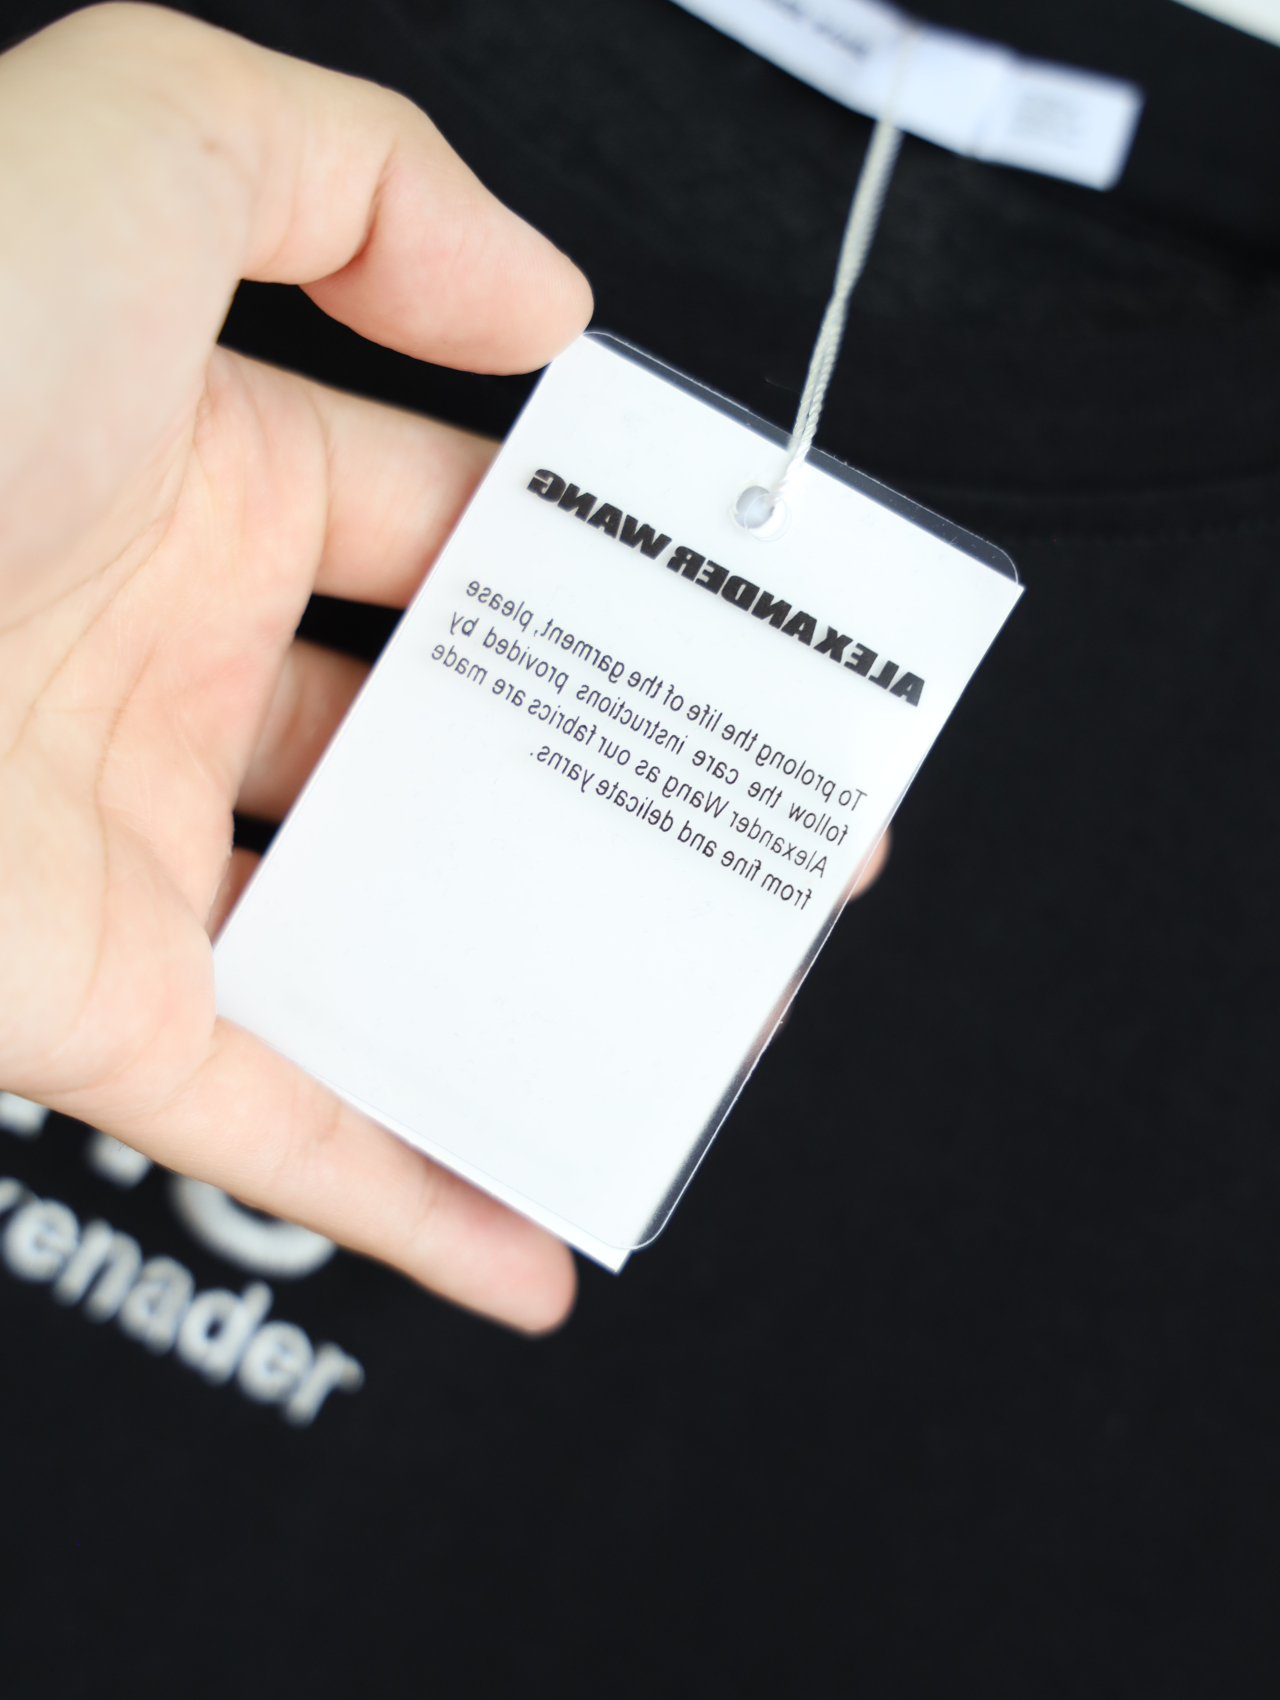 ALEXANDER WANG
To prolong the life of the garment, please
follow the care instructions provided by
Alexander Wang as our fabrics are made
from fine and delicate yarns.